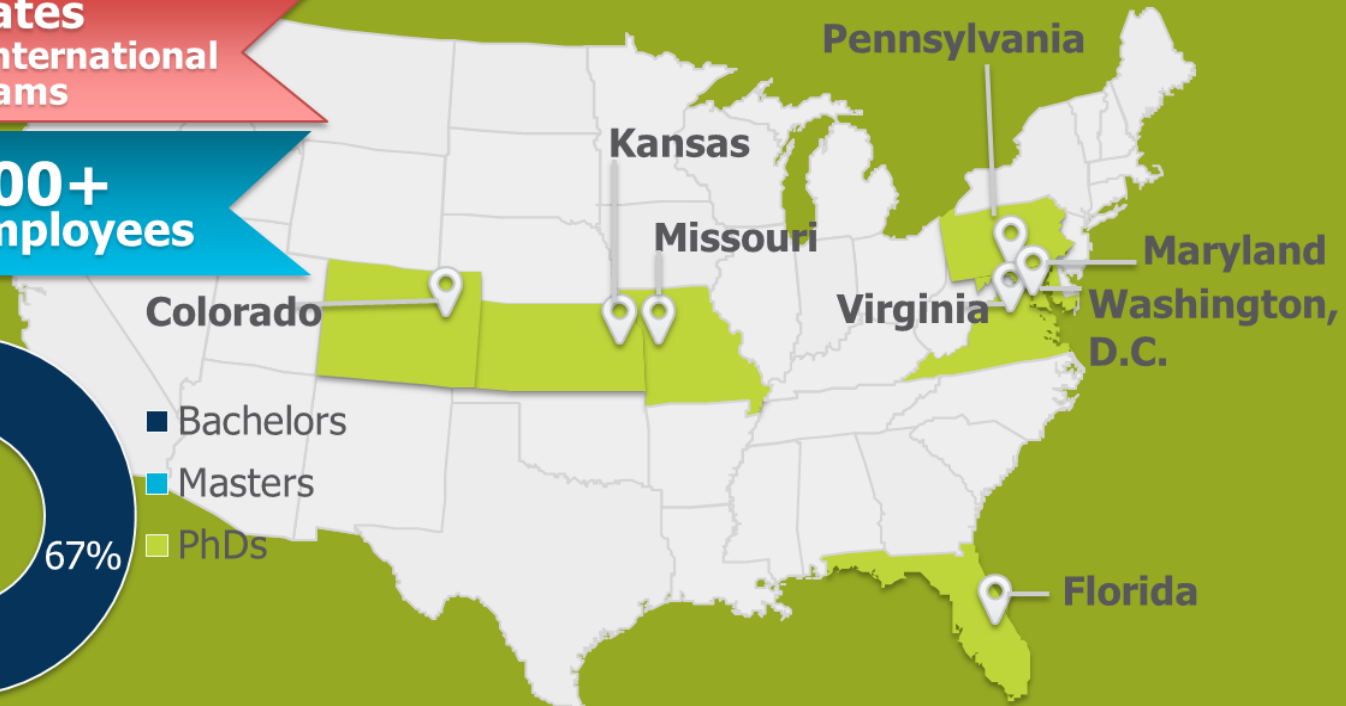 ates
nternational
ams
00+
mployees
Pennsylvania
Kansas
Missouri
Maryland
Colorado
Virginia
Washington,
D.C.
Bachelors
Masters
PhDs
67%
Florida